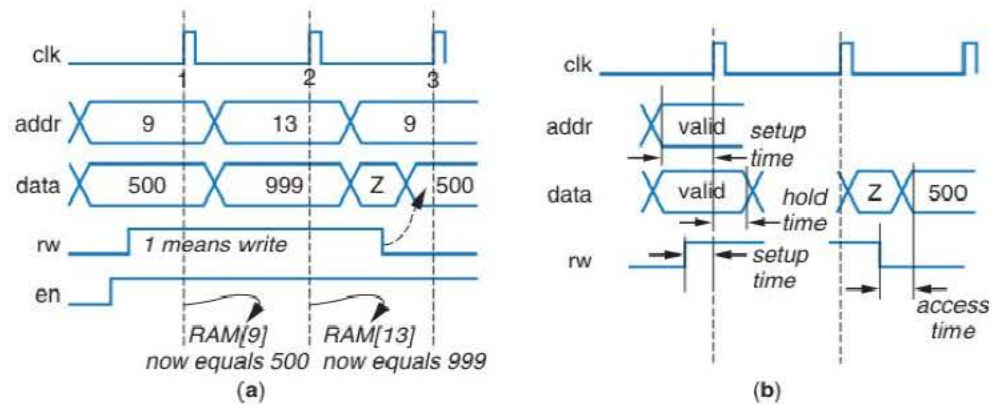 clk
1 2 3
addr 9 13 9
data 500 999 Z 500
rw 1 means write
en
RAM[9] RAM[13]
now equals 500 now equals 999
(a)
clk
addr valid setup
time
data valid hold Z 500
time
rw setup
time
access
time
(b)